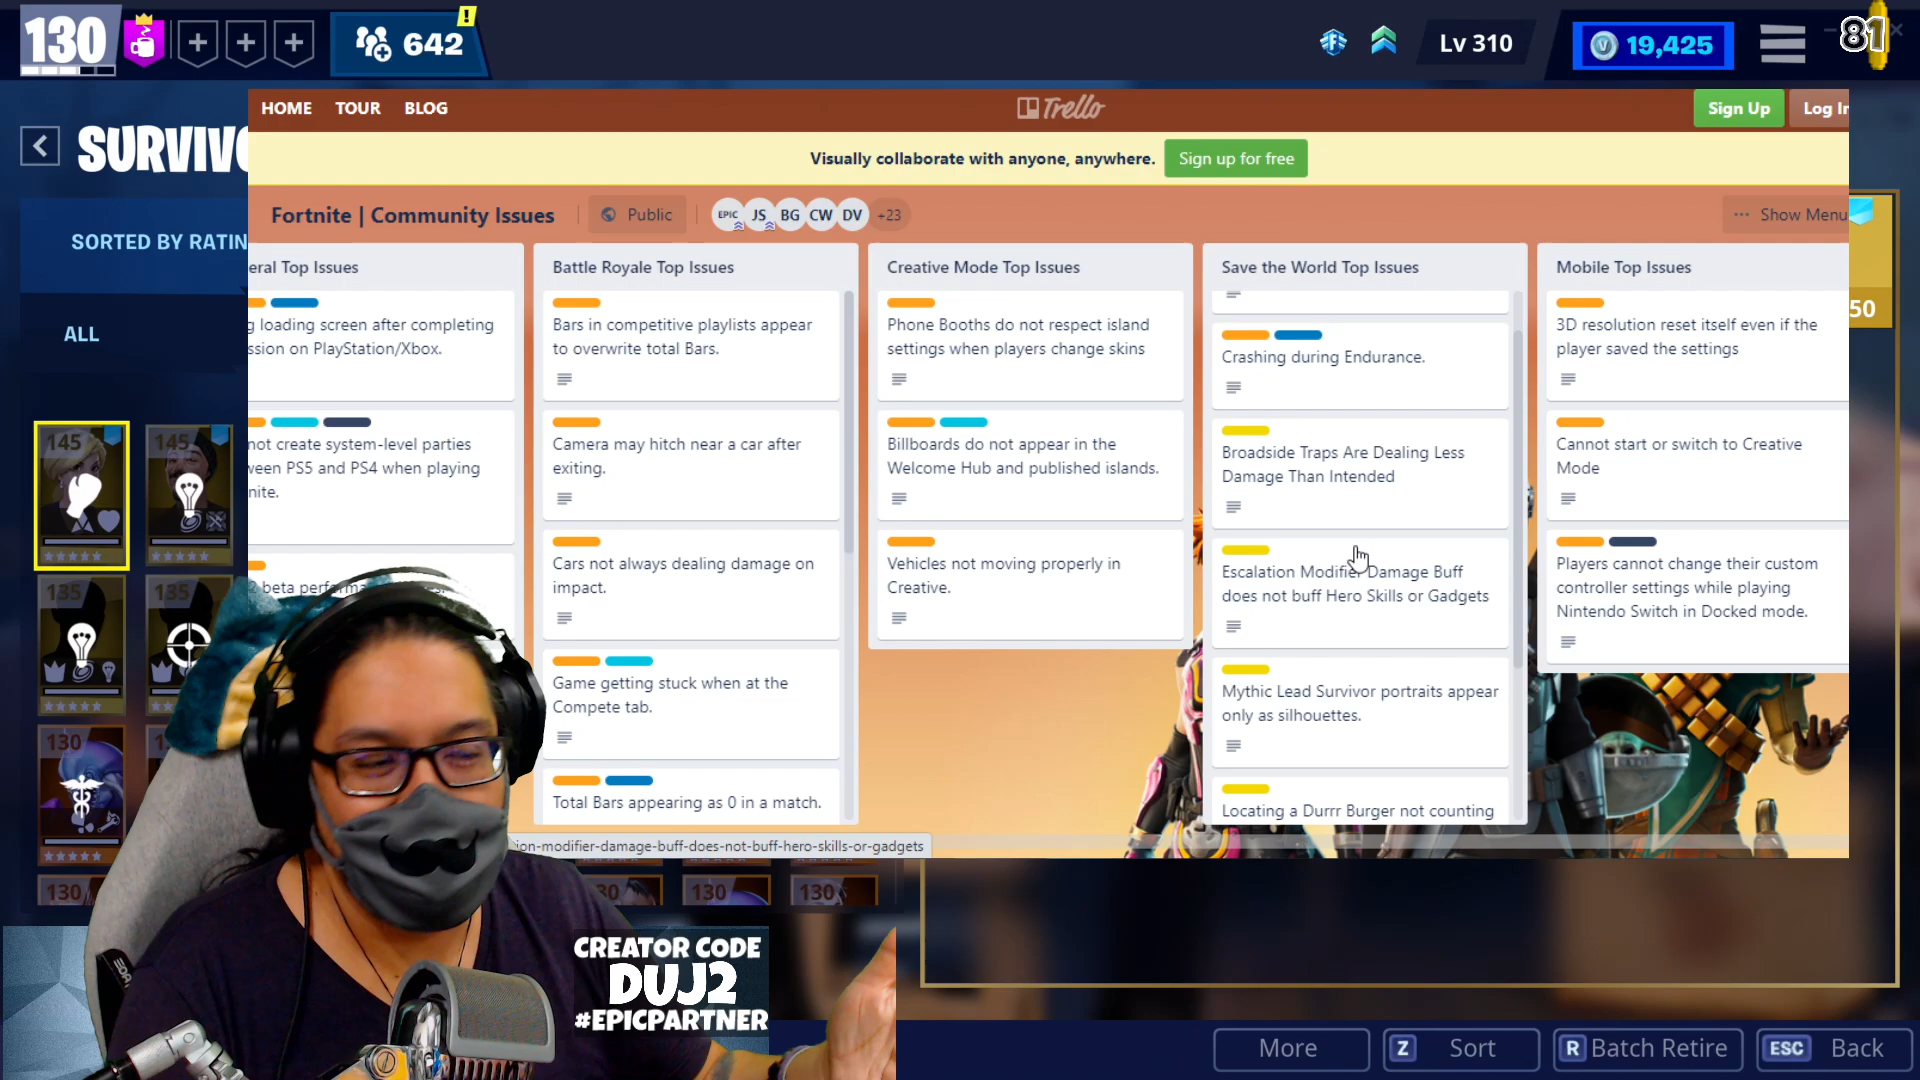 130
642
!
Lv 310
19,425
81
SURVIV
SORTED BY RATIN
ALL
145
145
135
135
130
130
130
130
50
HOME TOUR BLOG
Trello
Sign Up
Log In
Visually collaborate with anyone, anywhere.
Sign up for free
Fortnite | Community Issues
Public
EPIC JS BG CW DV +23
Show Menu
eral Top Issues
g loading screen after completing
ssion on PlayStation/Xbox.
not create system-level parties
ween PS5 and PS4 when playing
nite.
2 beta performa
Battle Royale Top Issues
Bars in competitive playlists appear
to overwrite total Bars.
Camera may hitch near a car after
exiting.
Cars not always dealing damage on
impact.
Game getting stuck when at the
Compete tab.
Total Bars appearing as 0 in a match.
Creative Mode Top Issues
Phone Booths do not respect island
settings when players change skins
Billboards do not appear in the
Welcome Hub and published islands.
Vehicles not moving properly in
Creative.
Save the World Top Issues
Crashing during Endurance.
Broadside Traps Are Dealing Less
Damage Than Intended
Escalation Modifier Damage Buff
does not buff Hero Skills or Gadgets
Mythic Lead Survivor portraits appear
only as silhouettes.
Locating a Durrr Burger not counting
Mobile Top Issues
3D resolution reset itself even if the
player saved the settings
Cannot start or switch to Creative
Mode
Players cannot change their custom
controller settings while playing
Nintendo Switch in Docked mode.
ion-modifier-damage-buff-does-not-buff-hero-skills-or-gadgets
CREATOR CODE
DUJ2
#EPICPARTNER
More
Z Sort
R Batch Retire
ESC Back